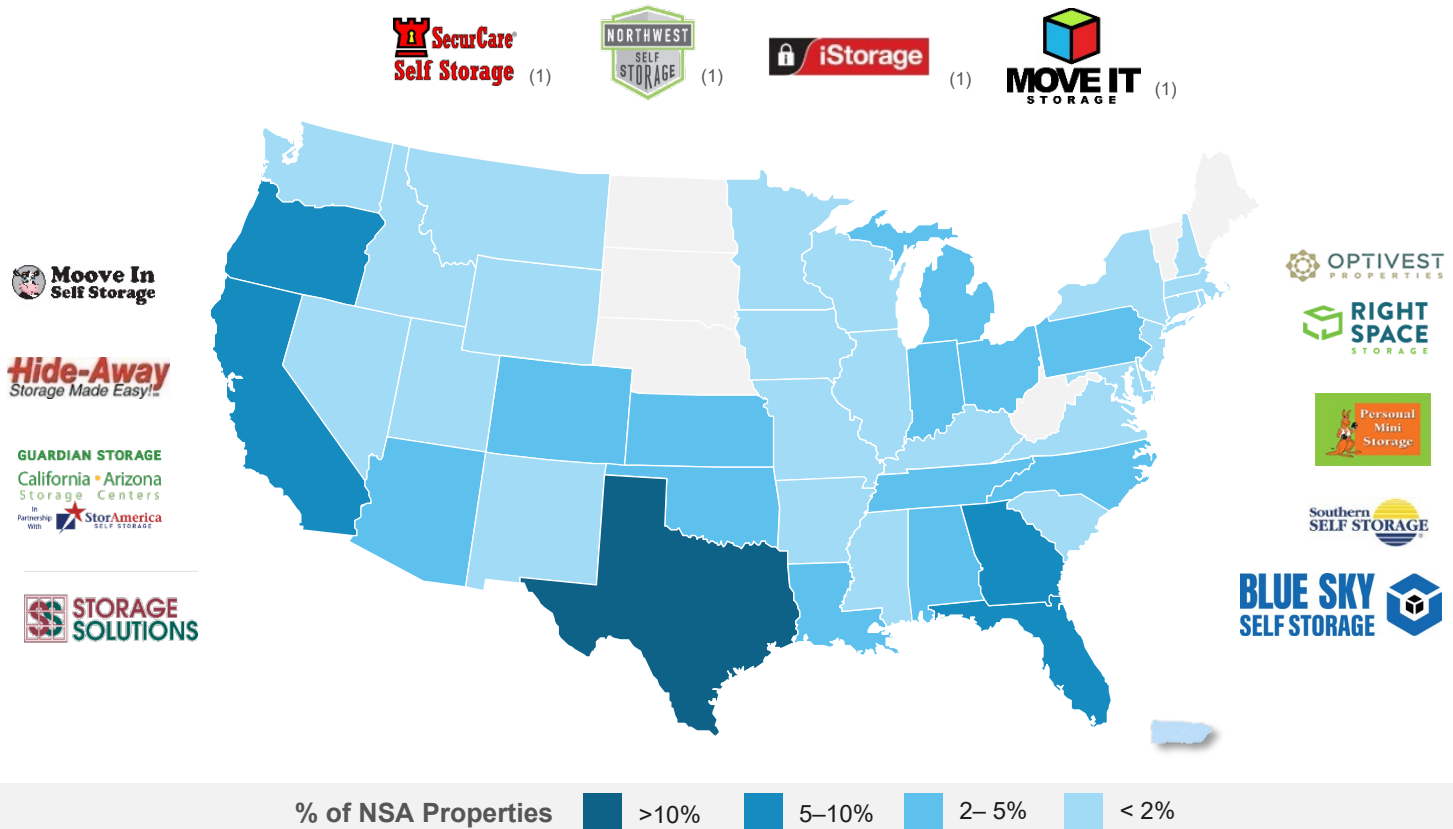 SecurCare®
Self Storage
(1)
NORTHWEST
SELF
STORAGE
(1)
iStorage
(1)
MOVE IT
STORAGE
(1)
Moove In
Self Storage
Hide-Away
Storage Made Easy!
GUARDIAN STORAGE
California • Arizona
Storage Centers
In
Partnership
With
StorAmerica
SELF STORAGE
SS STORAGE
SOLUTIONS
OPTIVEST
PROPERTIES
RIGHT
SPACE
STORAGE
Personal
Mini
Storage
Southern
SELF STORAGE
BLUE SKY
SELF STORAGE
% of NSA Properties >10% 5–10% 2– 5% < 2%